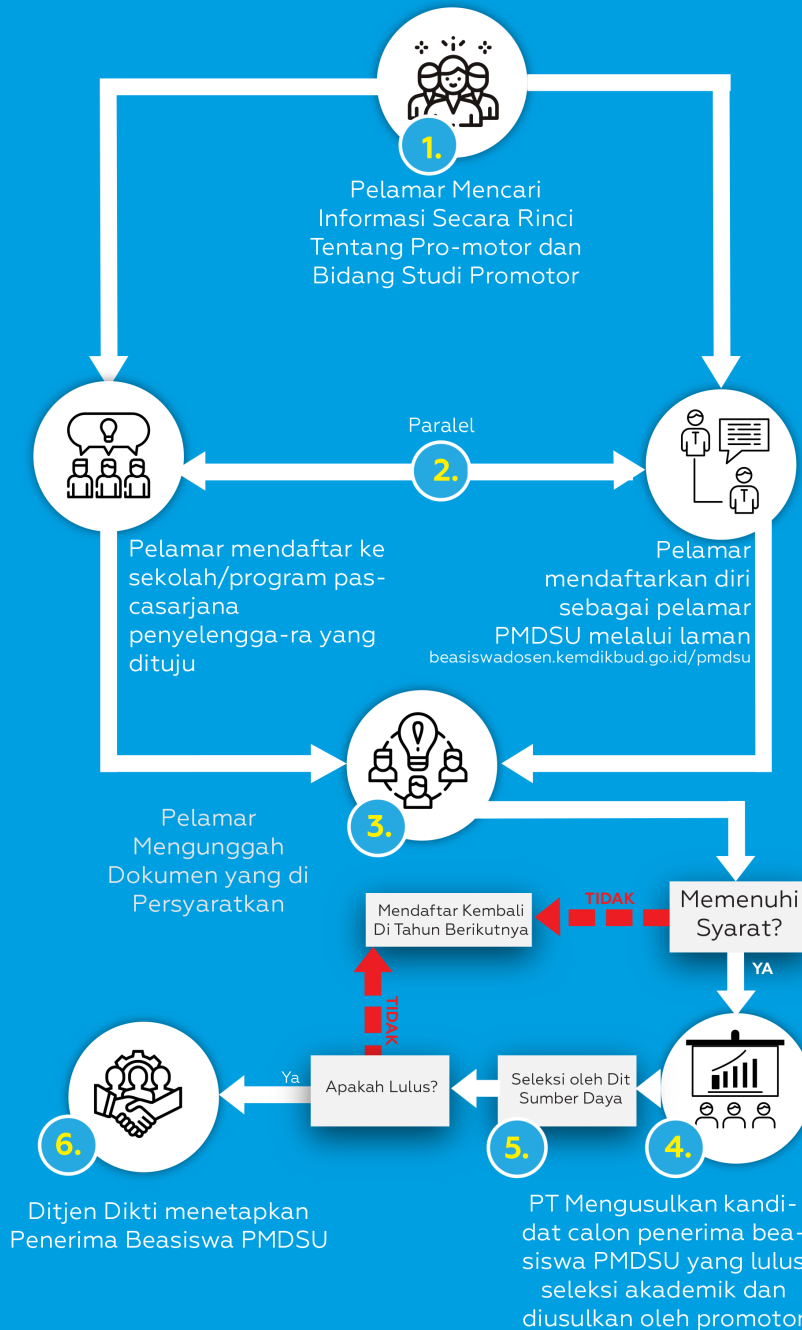 1.
Pelamar Mencari
Informasi Secara Rinci
Tentang Pro-motor dan
Bidang Studi Promotor
Paralel
2.
Pelamar mendaftar ke
sekolah/program pas-
casarjana
penyelengga-ra yang
dituju
Pelamar
mendaftarkan diri
sebagai pelamar
PMDSU melalui laman
beasiswadosen.kemdikbud.go.id/pmdsu
3.
Pelamar
Mengunggah
Dokumen yang di
Persyaratkan
Memenuhi
Syarat?
TIDAK
Mendaftar Kembali
Di Tahun Berikutnya
YA
TIDAK
4.
PT Mengusulkan kandi-
dat calon penerima bea-
siswa PMDSU yang lulus
seleksi akademik dan
diusulkan oleh promotor
Seleksi oleh Dit
Sumber Daya
5.
Apakah Lulus?
Ya
6.
Ditjen Dikti menetapkan
Penerima Beasiswa PMDSU